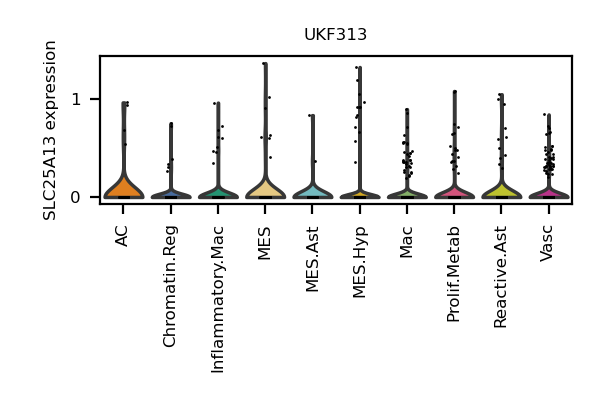 UKF313
SLC25A13 expression
1
0
AC
Chromatin.Reg
Inflammatory.Mac
MES
MES.Ast
MES.Hyp
Mac
Prolif.Metab
Reactive.Ast
Vasc